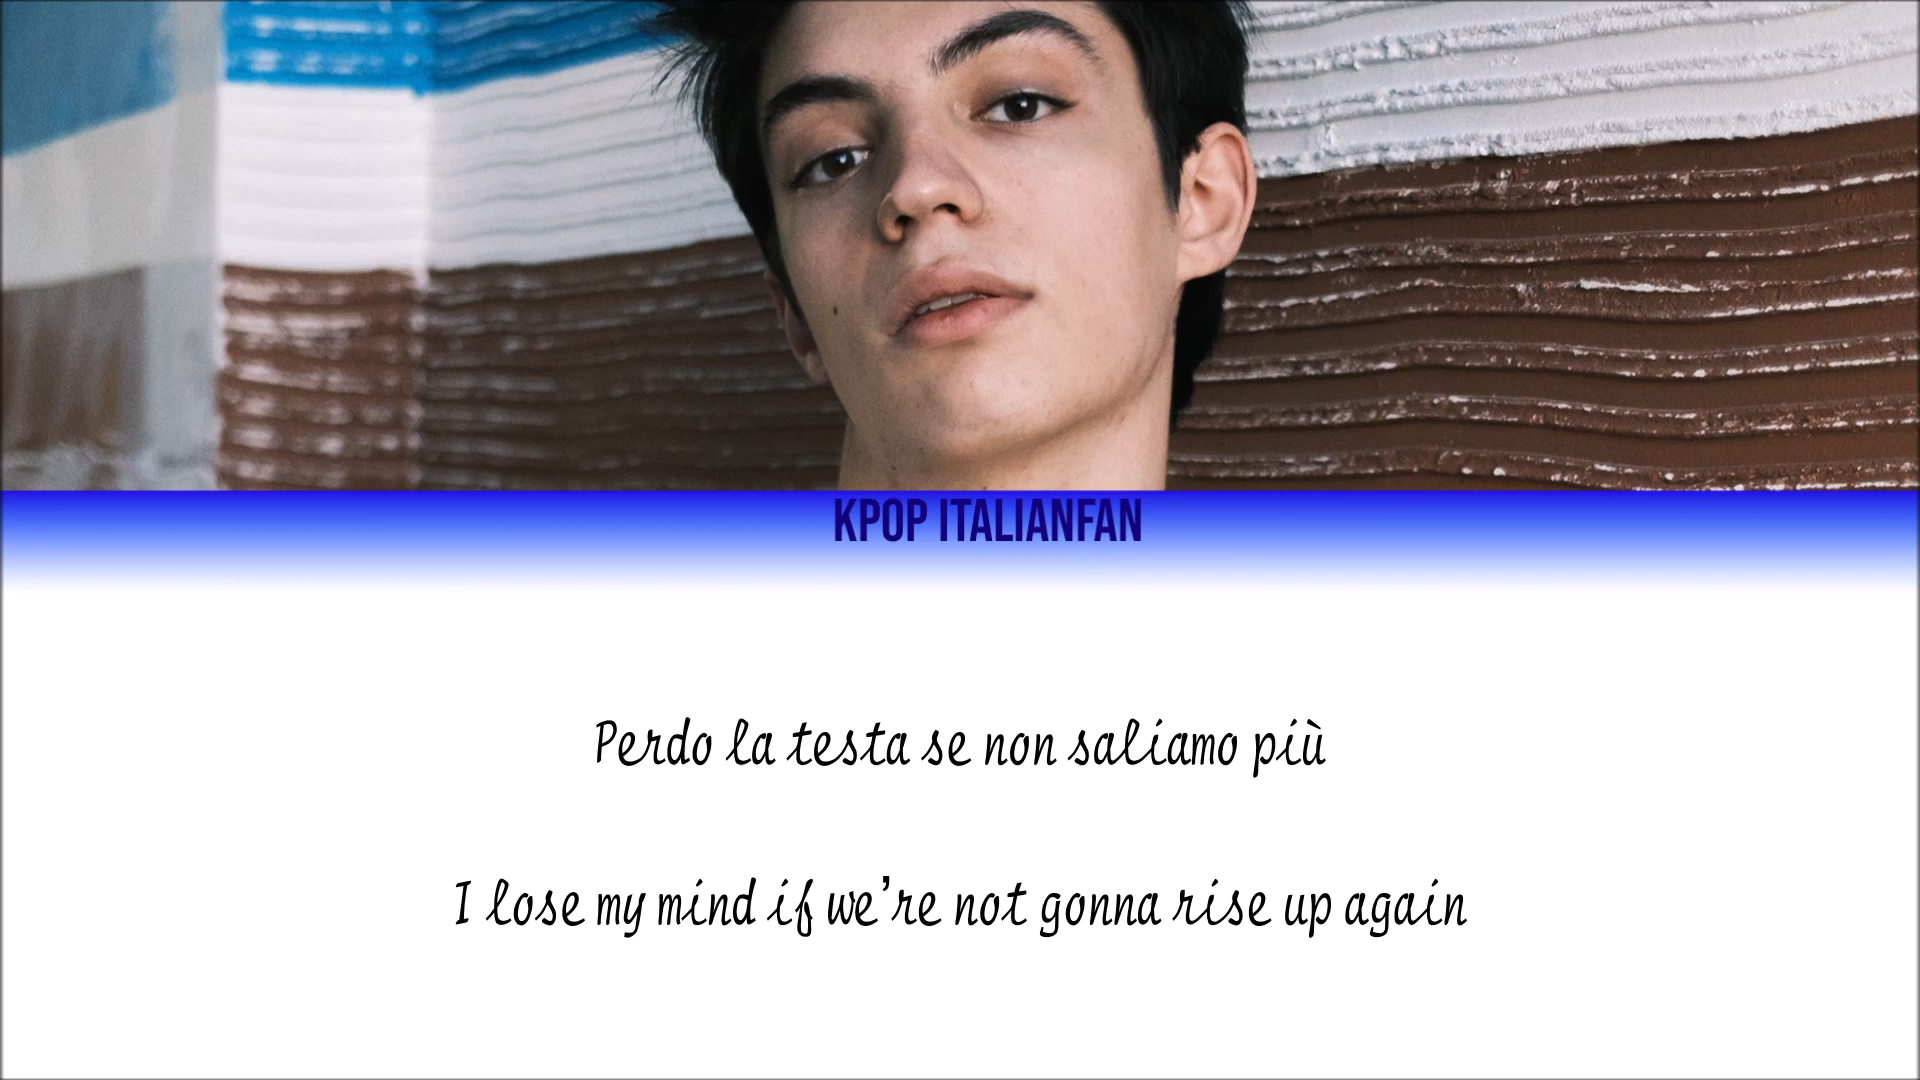 KPOP ITALIANFAN
Perdo la testa se non saliamo più
I lose my mind if we’re not gonna rise up again